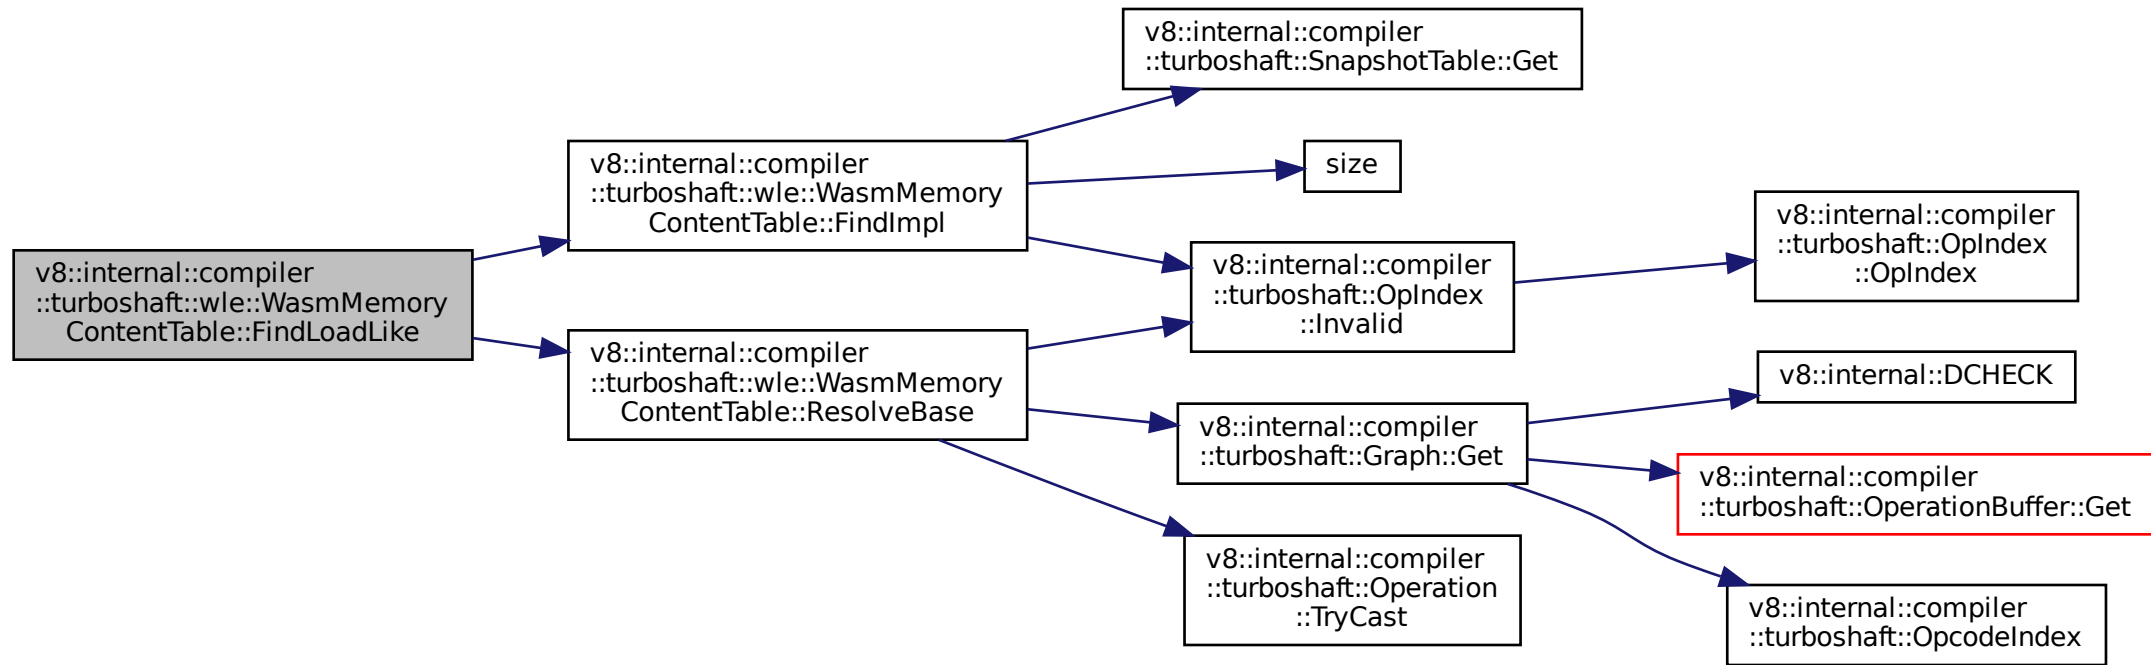 v8::internal::compiler
::turboshaft::wle::WasmMemory
ContentTable::FindLoadLike
v8::internal::compiler
::turboshaft::wle::WasmMemory
ContentTable::FindImpl
v8::internal::compiler
::turboshaft::SnapshotTable::Get
size
v8::internal::compiler
::turboshaft::OpIndex
::Invalid
v8::internal::compiler
::turboshaft::OpIndex
::OpIndex
v8::internal::compiler
::turboshaft::wle::WasmMemory
ContentTable::ResolveBase
v8::internal::compiler
::turboshaft::Graph::Get
v8::internal::DCHECK
v8::internal::compiler
::turboshaft::OperationBuffer::Get
v8::internal::compiler
::turboshaft::OpcodeIndex
v8::internal::compiler
::turboshaft::Operation
::TryCast